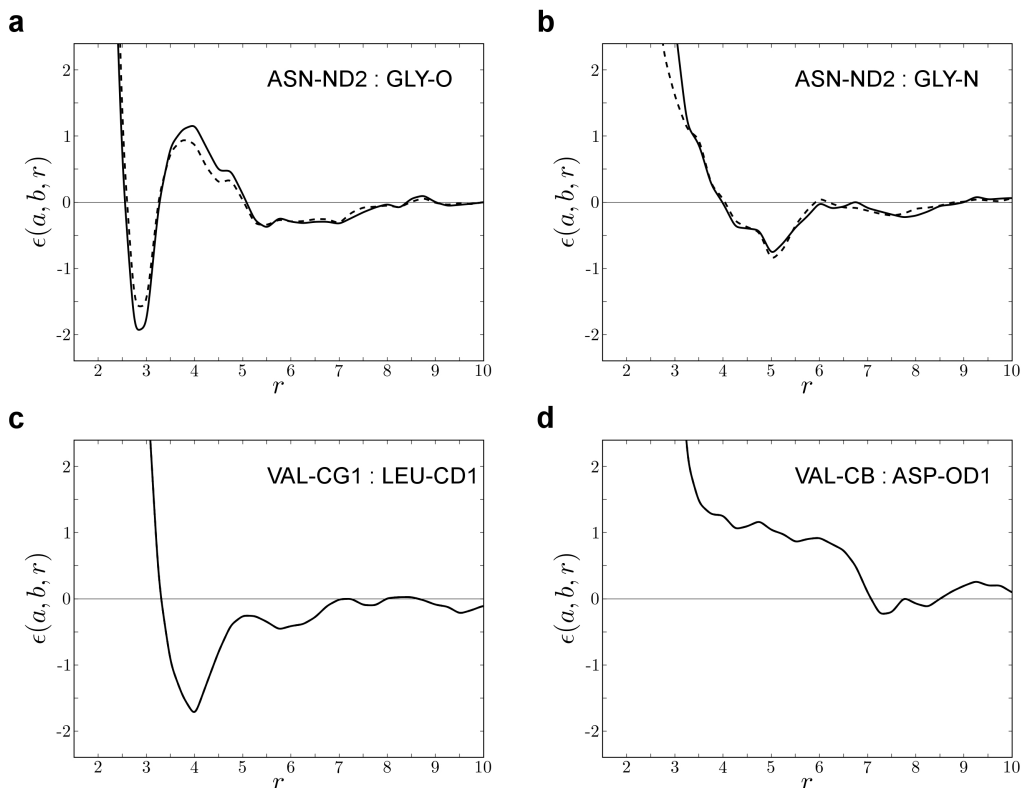 a
ASN-ND2 : GLY-O
ϵ(a, b, r)
2
1
0
-1
-2
2 3 4 5 6 7 8 9 10
r
b
ASN-ND2 : GLY-N
ϵ(a, b, r)
2
1
0
-1
-2
2 3 4 5 6 7 8 9 10
r
c
VAL-CG1 : LEU-CD1
ϵ(a, b, r)
2
1
0
-1
-2
2 3 4 5 6 7 8 9 10
r
d
VAL-CB : ASP-OD1
ϵ(a, b, r)
2
1
0
-1
-2
2 3 4 5 6 7 8 9 10
r